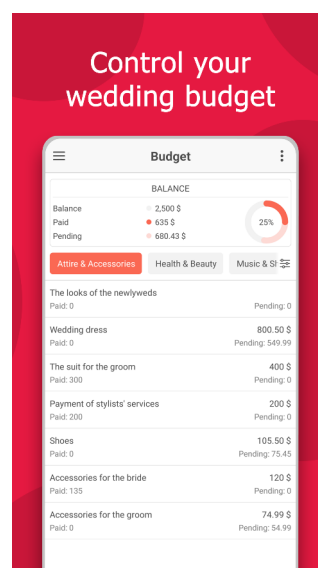 Control your
wedding budget
Budget
BALANCE
Balance 2,500 $
Paid 635 $
Pending 680.43 $
25%
Attire & Accessories Health & Beauty Music &
The looks of the newlyweds
Paid: 0 Pending: 0
Wedding dress 800.50 $
Paid: 0 Pending: 549.99
The suit for the groom 400 $
Paid: 300 Pending: 0
Payment of stylists' services 200 $
Paid: 200 Pending: 0
Shoes 105.50 $
Paid: 0 Pending: 75.45
Accessories for the bride 120 $
Paid: 135 Pending: 0
Accessories for the groom 74.99 $
Paid: 0 Pending: 54.99